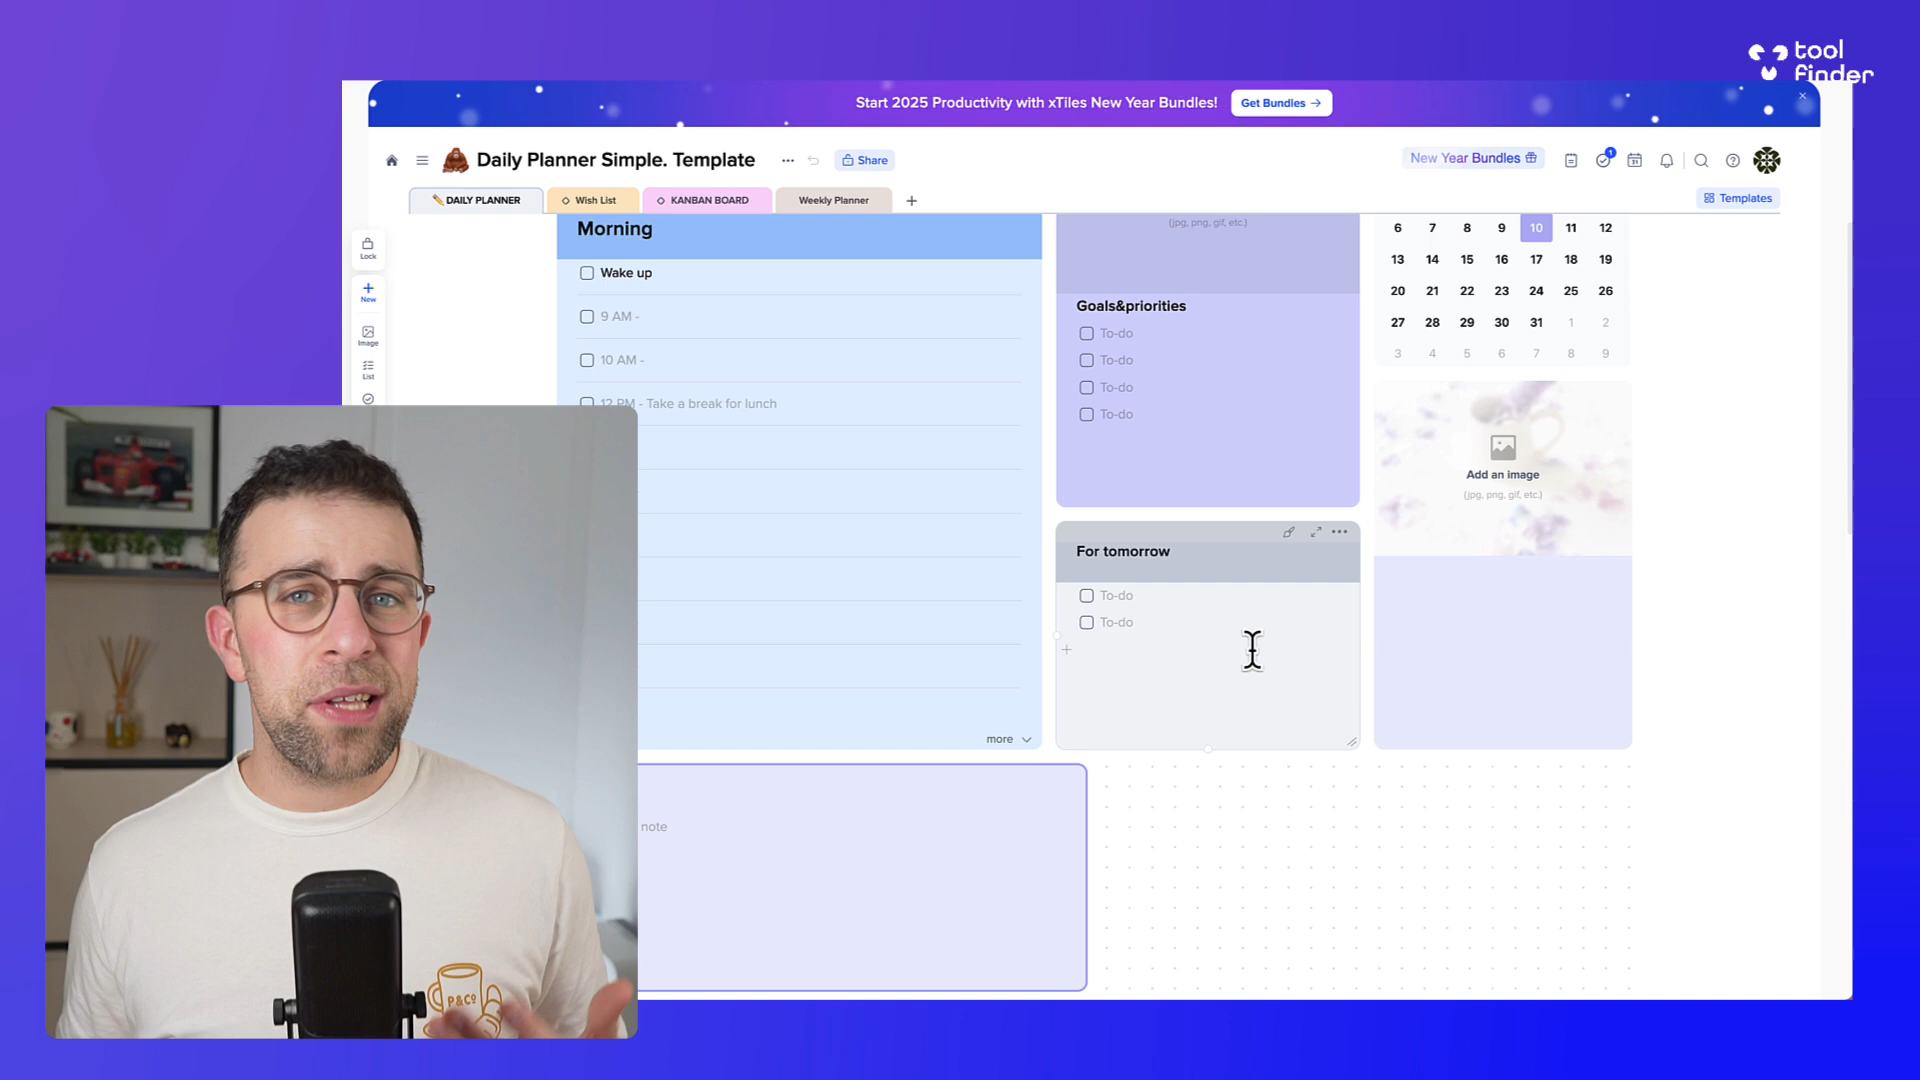 tool
finder
Start 2025 Productivity with xTiles New Year Bundles!
Get Bundles →
Daily Planner Simple. Template
Share
New Year Bundles
1
DAILY PLANNER
Wish List
KANBAN BOARD
Weekly Planner
Templates
Lock
New
Image
List
Morning
Wake up
9 AM -
10 AM -
12 PM - Take a break for lunch
more
note
(jpg, png, gif, etc.)
Goals&priorities
To-do
To-do
To-do
To-do
For tomorrow
To-do
To-do
6 7 8 9 10 11 12
13 14 15 16 17 18 19
20 21 22 23 24 25 26
27 28 29 30 31 1 2
3 4 5 6 7 8 9
Add an image
(jpg, png, gif, etc.)
P&CO